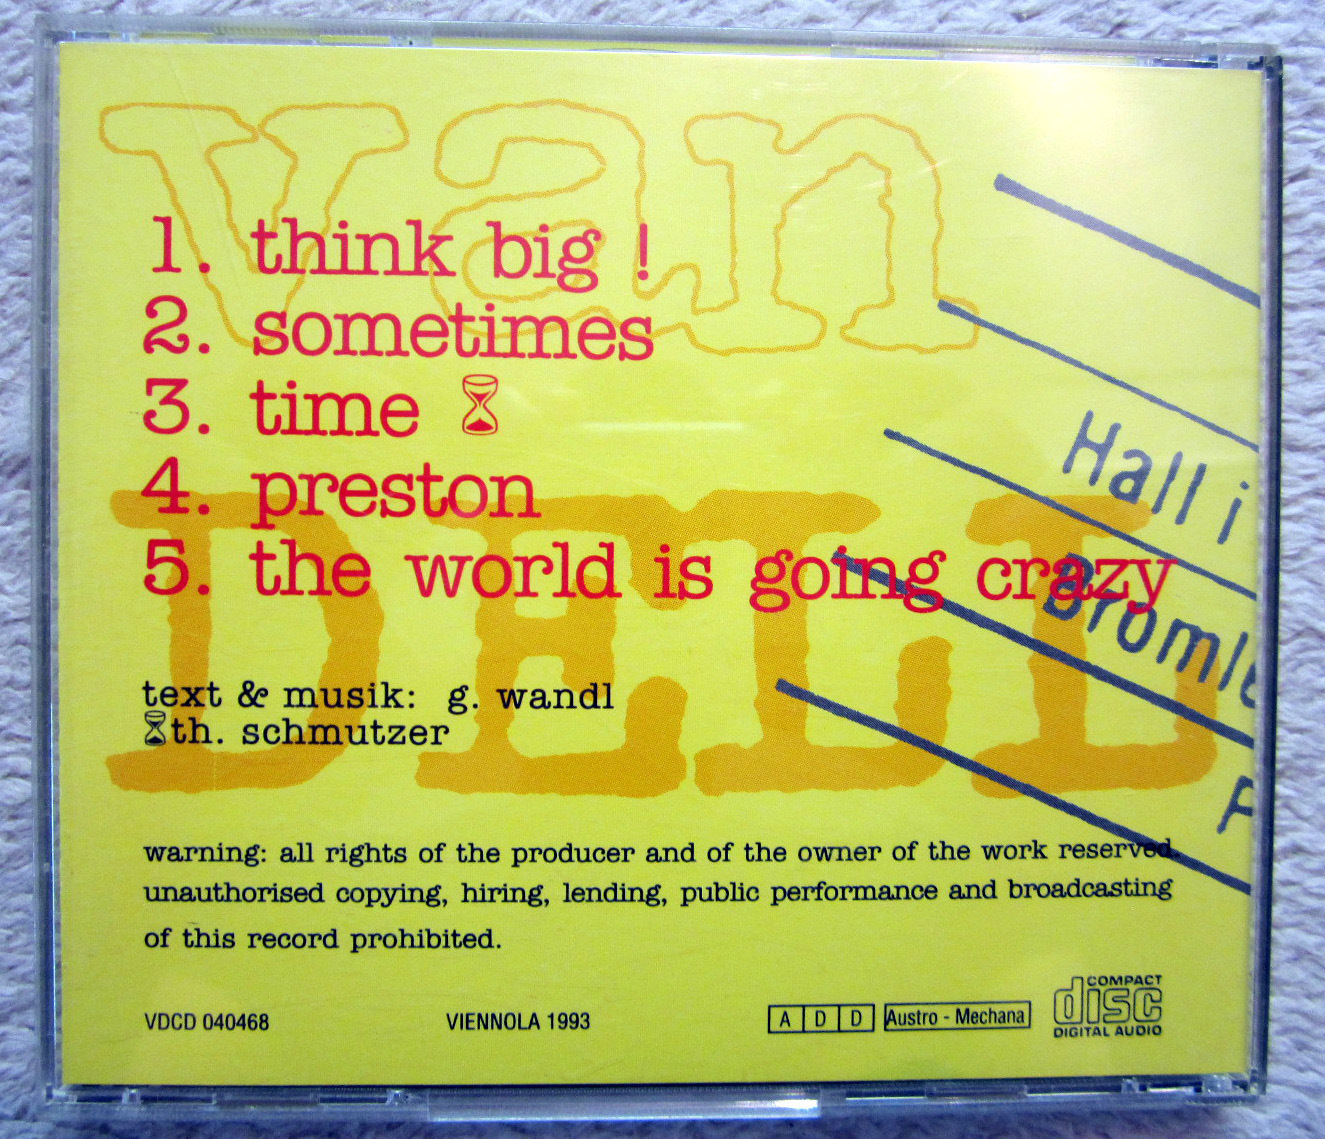 van
DELI
1. think big !
2. sometimes
3. time
4. preston
5. the world is going crazy
Hall i
text & musik: g. wandl
th. schmutzer
warning: all rights of the producer and of the owner of the work reserved.
unauthorised copying, hiring, lending, public performance and broadcasting
of this record prohibited.
VDCD 040468
VIENNOLA 1993
A D D
Austro - Mechana
COMPACT
disc
DIGITAL AUDIO